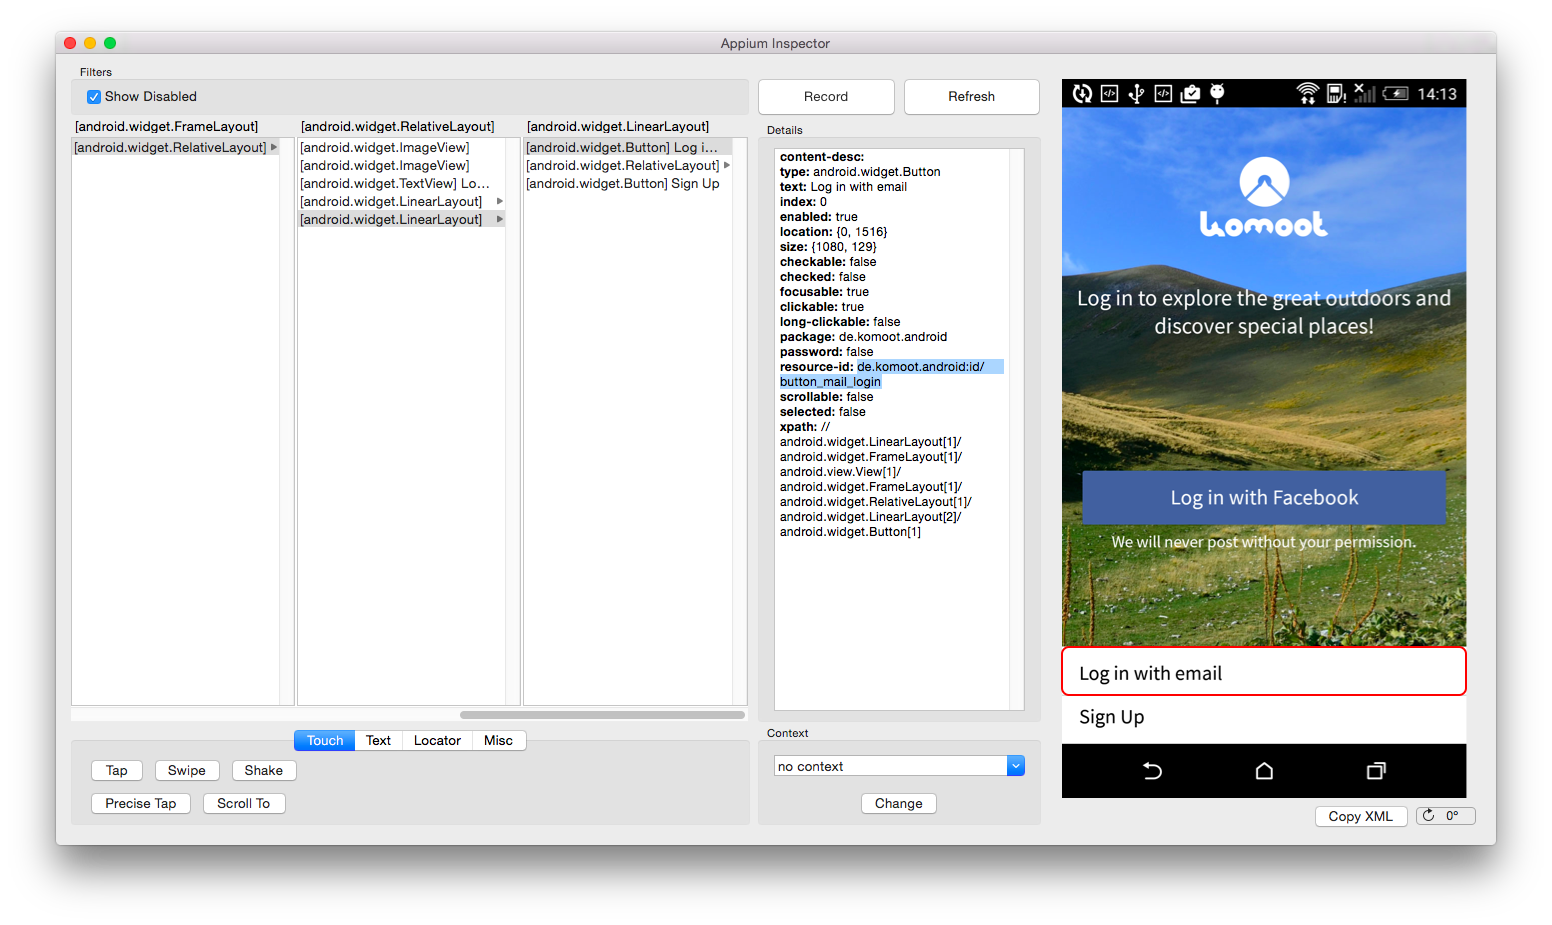 Appium Inspector
Filters
Show Disabled
Record
Refresh
[android.widget.FrameLayout]
[android.widget.RelativeLayout]
[android.widget.LinearLayout]
[android.widget.RelativeLayout]
[android.widget.ImageView]
[android.widget.ImageView]
[android.widget.TextView] Lo...
[android.widget.LinearLayout]
[android.widget.LinearLayout]
[android.widget.Button] Log i...
[android.widget.RelativeLayout]
[android.widget.Button] Sign Up
Details
content-desc:
type: android.widget.Button
text: Log in with email
index: 0
enabled: true
location: {0, 1516}
size: {1080, 129}
checkable: false
checked: false
focusable: true
clickable: true
long-clickable: false
package: de.komoot.android
password: false
resource-id: de.komoot.android:id/
button_mail_login
scrollable: false
selected: false
xpath: //
android.widget.LinearLayout[1]/
android.widget.FrameLayout[1]/
android.view.View[1]/
android.widget.FrameLayout[1]/
android.widget.RelativeLayout[1]/
android.widget.LinearLayout[2]/
android.widget.Button[1]
Touch
Text
Locator
Misc
Tap
Swipe
Shake
Precise Tap
Scroll To
Context
no context
Change
14:13
komoot
Log in to explore the great outdoors and
discover special places!
Log in with Facebook
We will never post without your permission.
Log in with email
Sign Up
Copy XML
0°